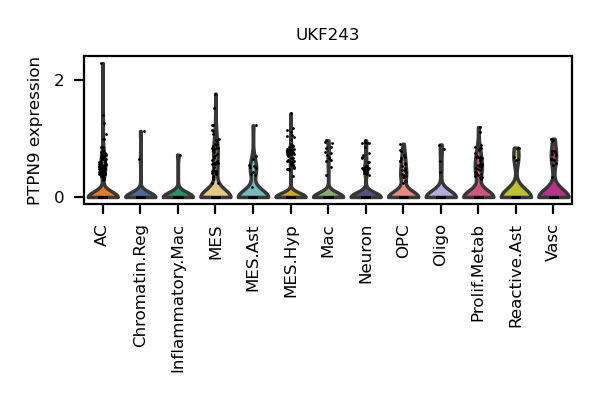 UKF243
PTPN9 expression
2
0
AC
Chromatin.Reg
Inflammatory.Mac
MES
MES.Ast
MES.Hyp
Mac
Neuron
OPC
Oligo
Prolif.Metab
Reactive.Ast
Vasc